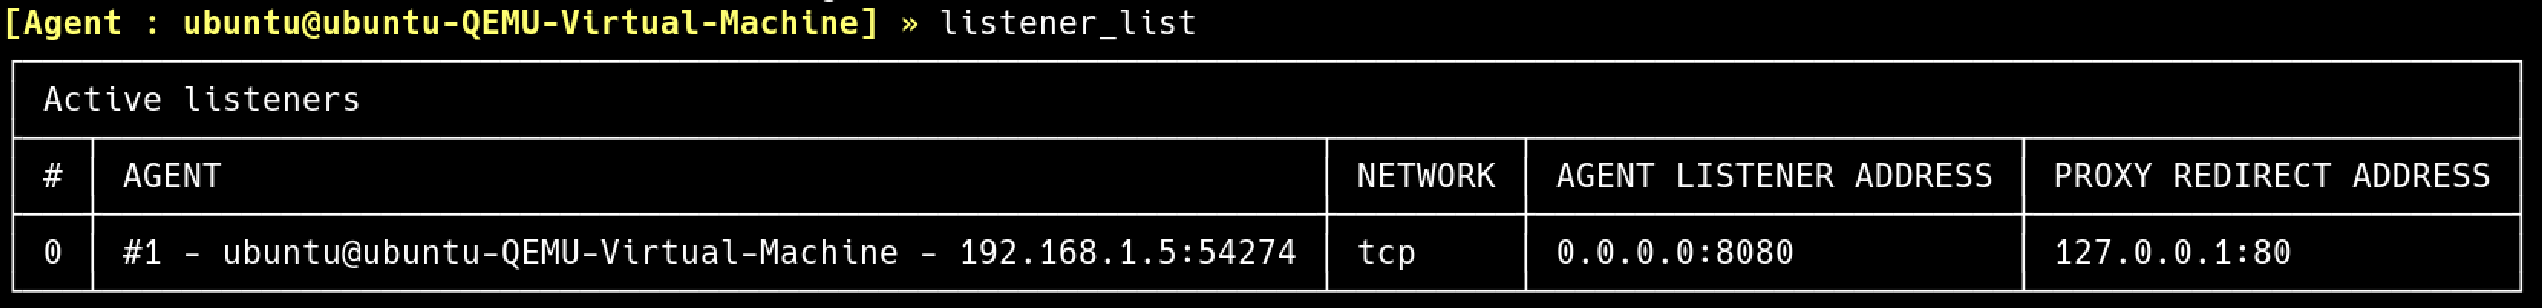 [Agent : ubuntu@ubuntu-QEMU-Virtual-Machine] » listener_list
Active listeners
# AGENT NETWORK AGENT LISTENER ADDRESS PROXY REDIRECT ADDRESS
0 #1 - ubuntu@ubuntu-QEMU-Virtual-Machine - 192.168.1.5:54274 tcp 0.0.0.0:8080 127.0.0.1:80